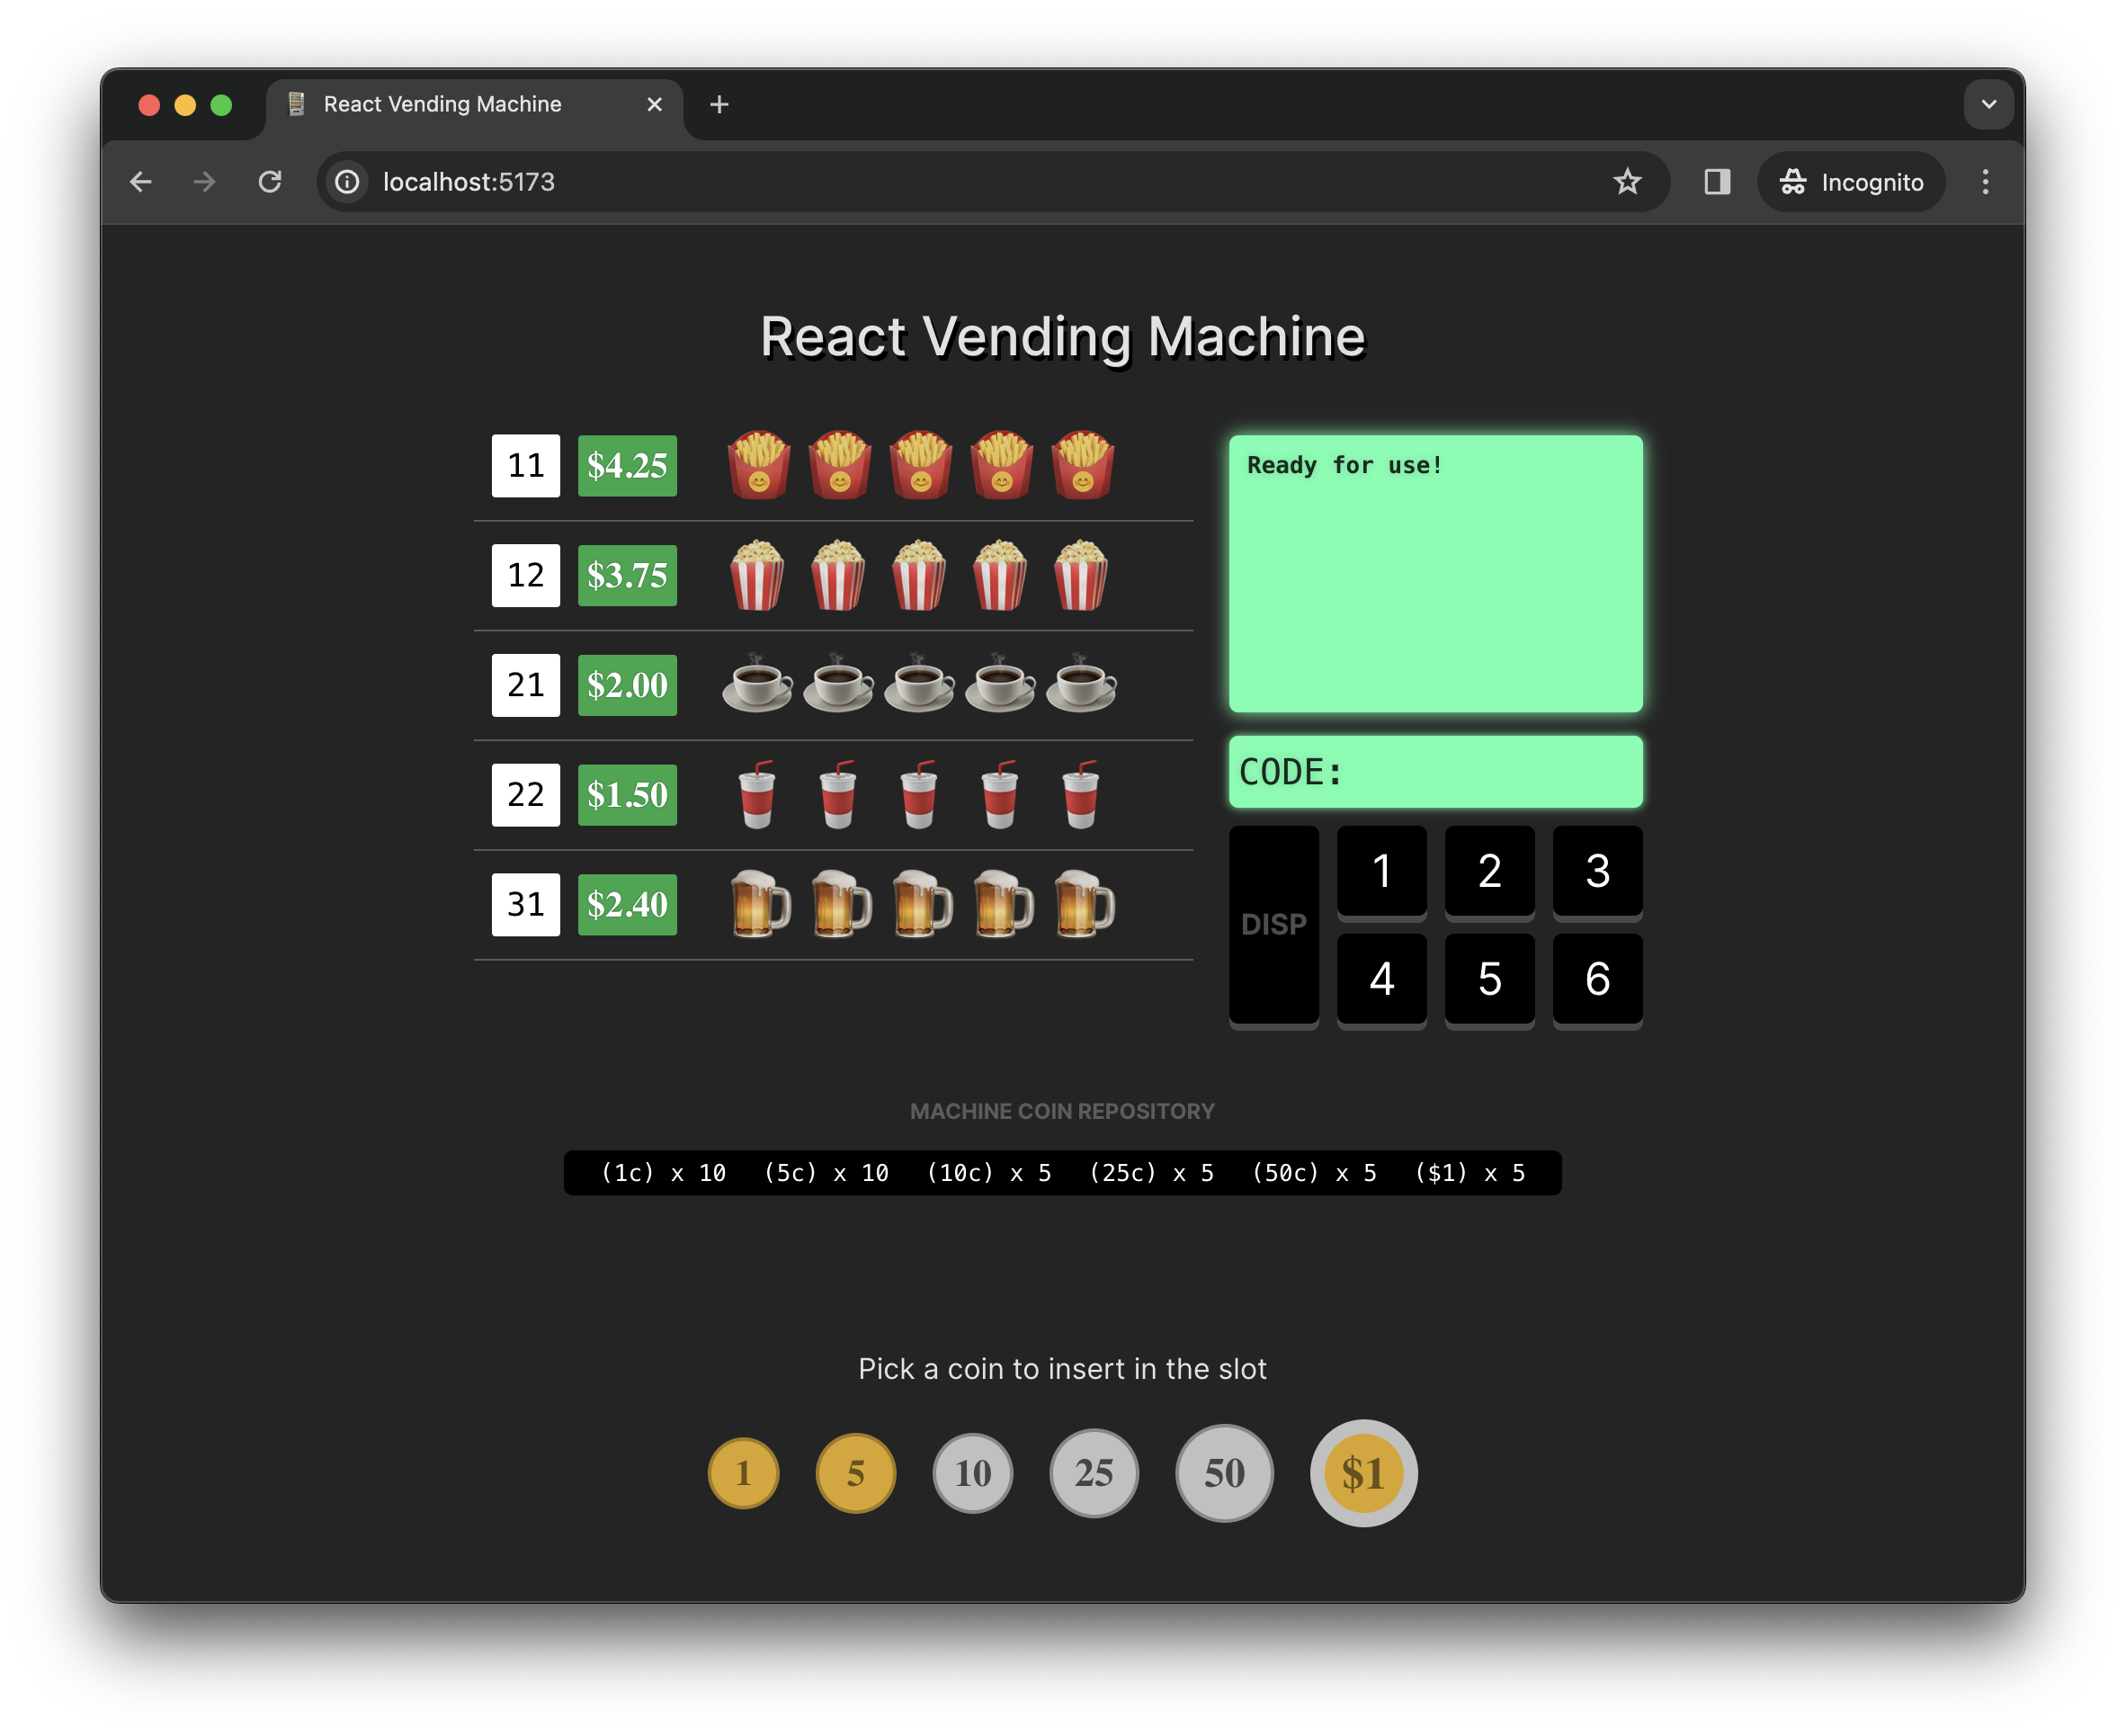 React Vending Machine
localhost:5173
Incognito
React Vending Machine
11 $4.25
12 $3.75
21 $2.00
22 $1.50
31 $2.40
Ready for use!
CODE:
DISP 1 2 3
4 5 6
MACHINE COIN REPOSITORY
(1c) x 10 (5c) x 10 (10c) x 5 (25c) x 5 (50c) x 5 ($1) x 5
Pick a coin to insert in the slot
1 5 10 25 50 $1